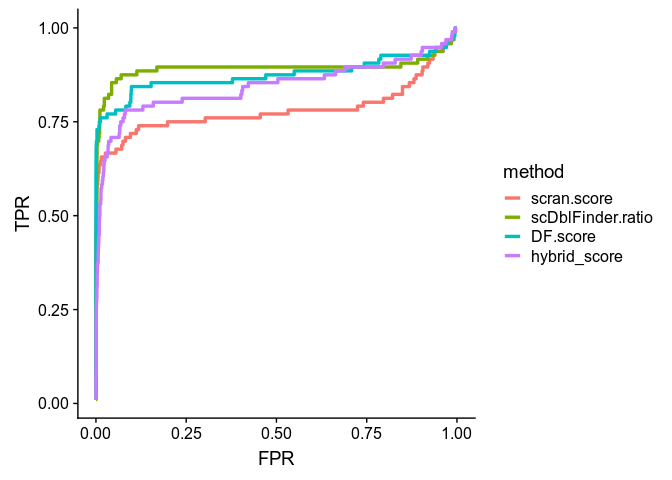 1.00
0.75
0.50
0.25
0.00
TPR
0.00 0.25 0.50 0.75 1.00
FPR
method
scran.score
scDblFinder.ratio
DF.score
hybrid_score